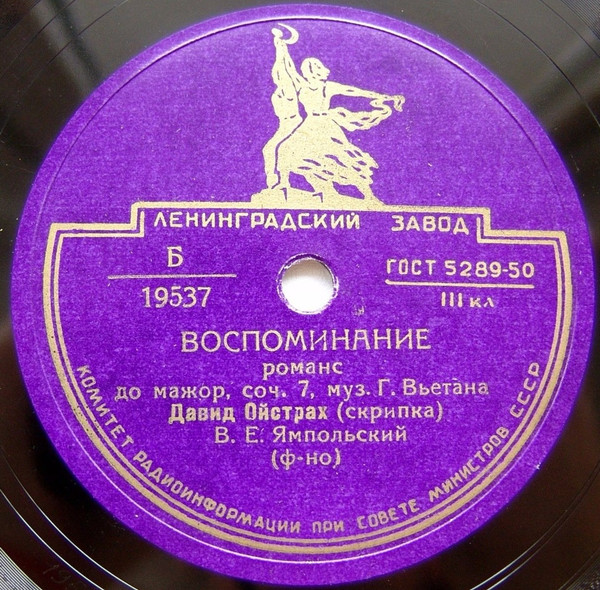 ЛЕНИНГРАДСКИЙ ЗАВОД
Б
19537
ГОСТ 5289-50
III кл
ВОСПОМИНАНИЕ
романс
до мажор, соч. 7, муз. Г. Вьетана
Давид Ойстрах (скрипка)
В. Е. Ямпольский
(ф-но)
КОМИТЕТ РАДИОИНФОРМАЦИИ ПРИ СОВЕТЕ МИНИСТРОВ СССР